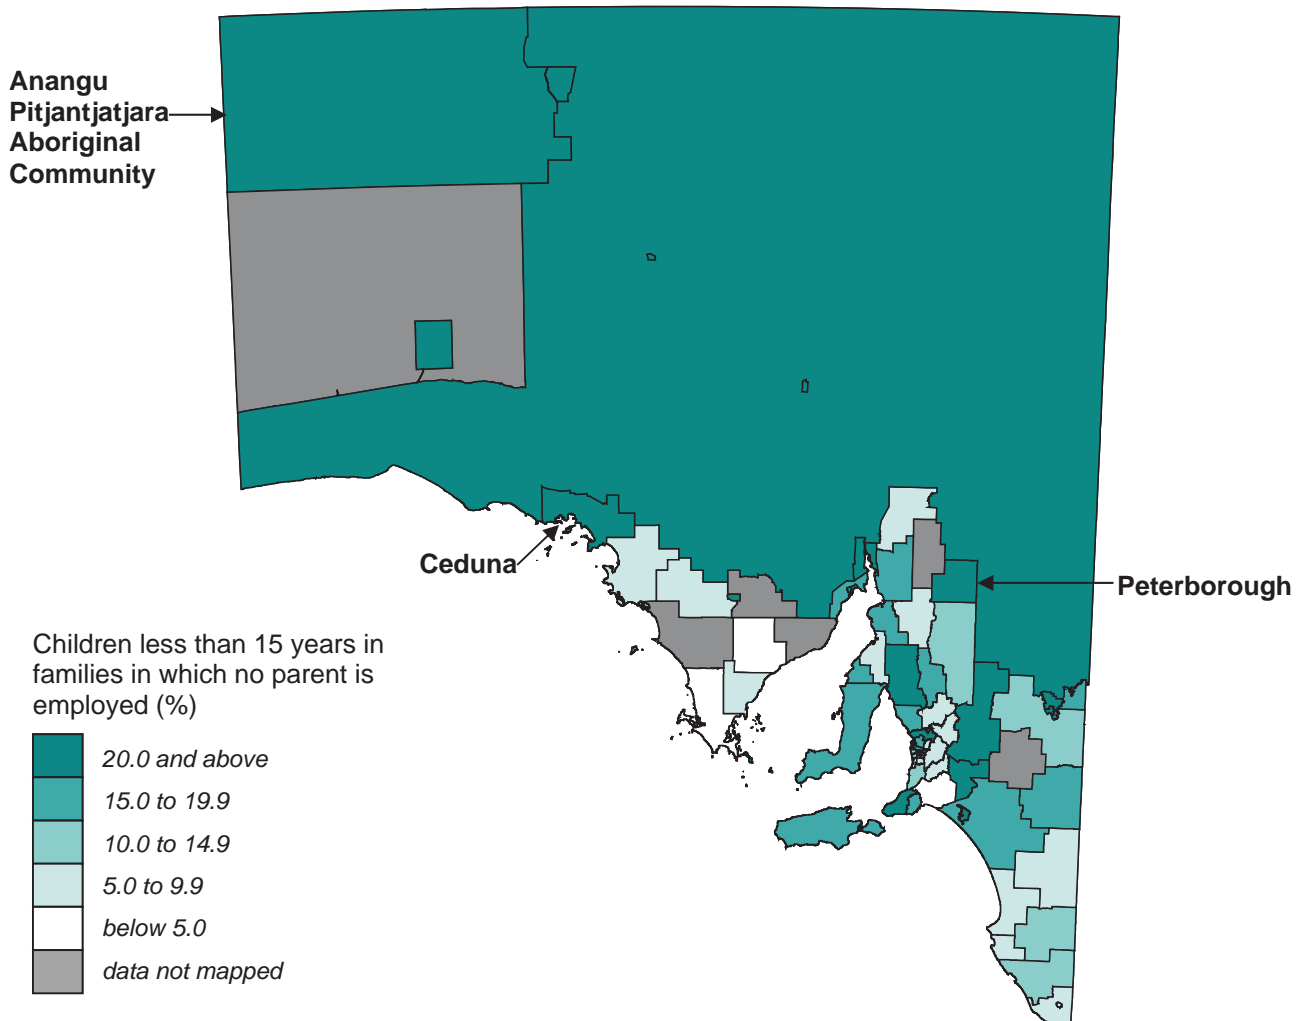 Anangu
Pitjantjatjara
Aboriginal
Community
Ceduna
Peterborough
Children less than 15 years in
families in which no parent is
employed (%)
20.0 and above
15.0 to 19.9
10.0 to 14.9
5.0 to 9.9
below 5.0
data not mapped